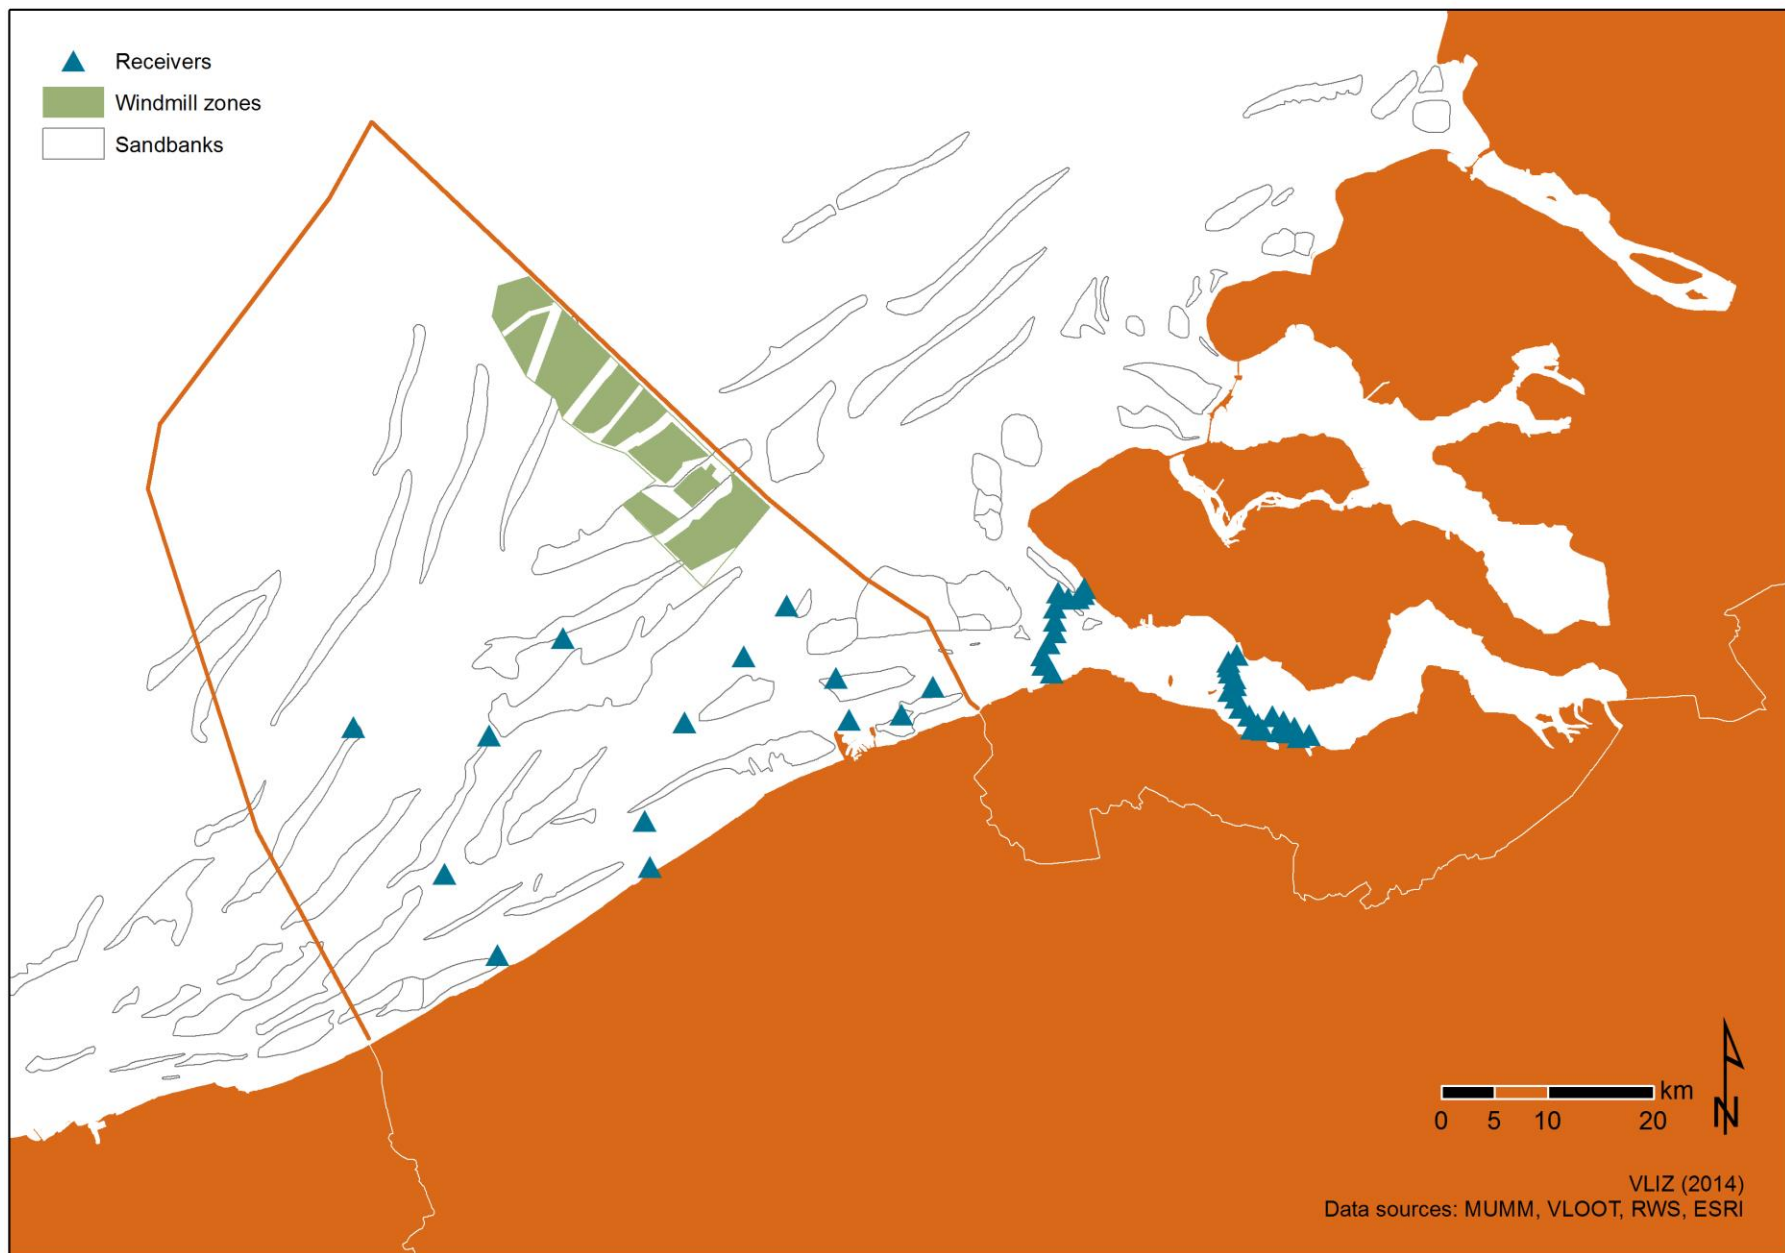 Receivers
Windmill zones
Sandbanks
km
0 5 10 20
N
VLIZ (2014)
Data sources: MUMM, VLOOT, RWS, ESRI